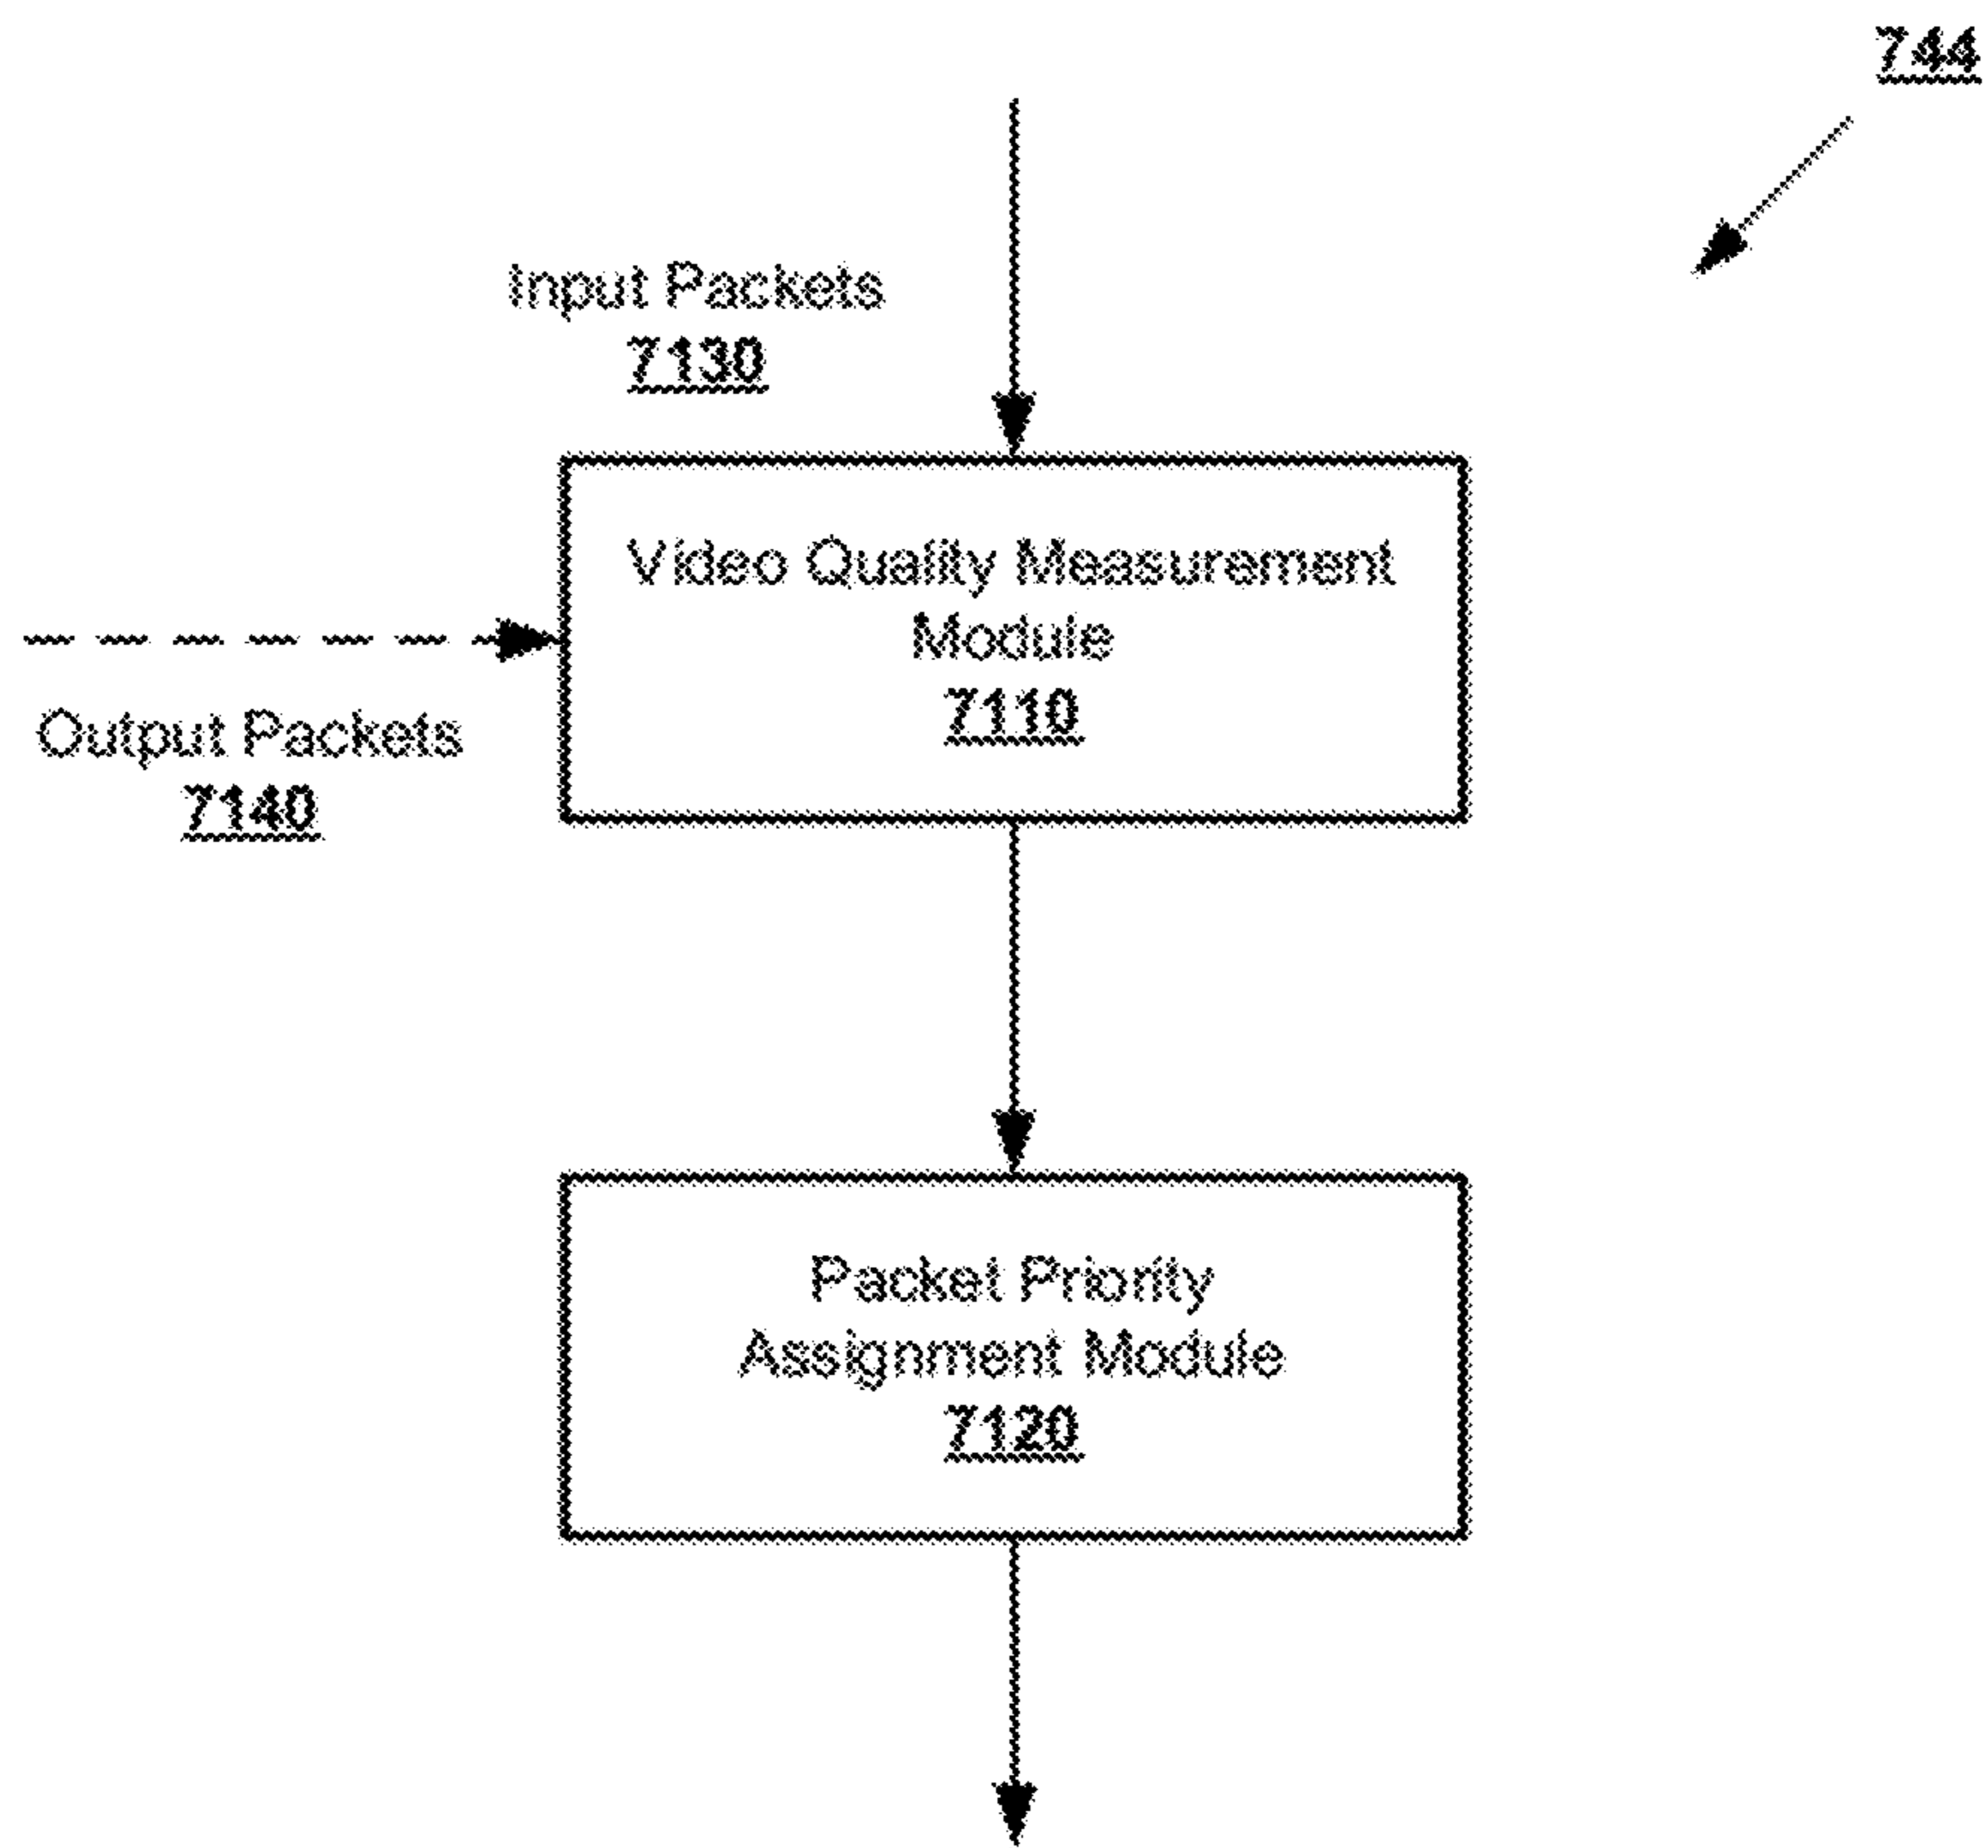 744
Input Packets
7130
Video Quality Measurement
Module
7110
Output Packets
7140
Packet Priority
Assignment Module
7120